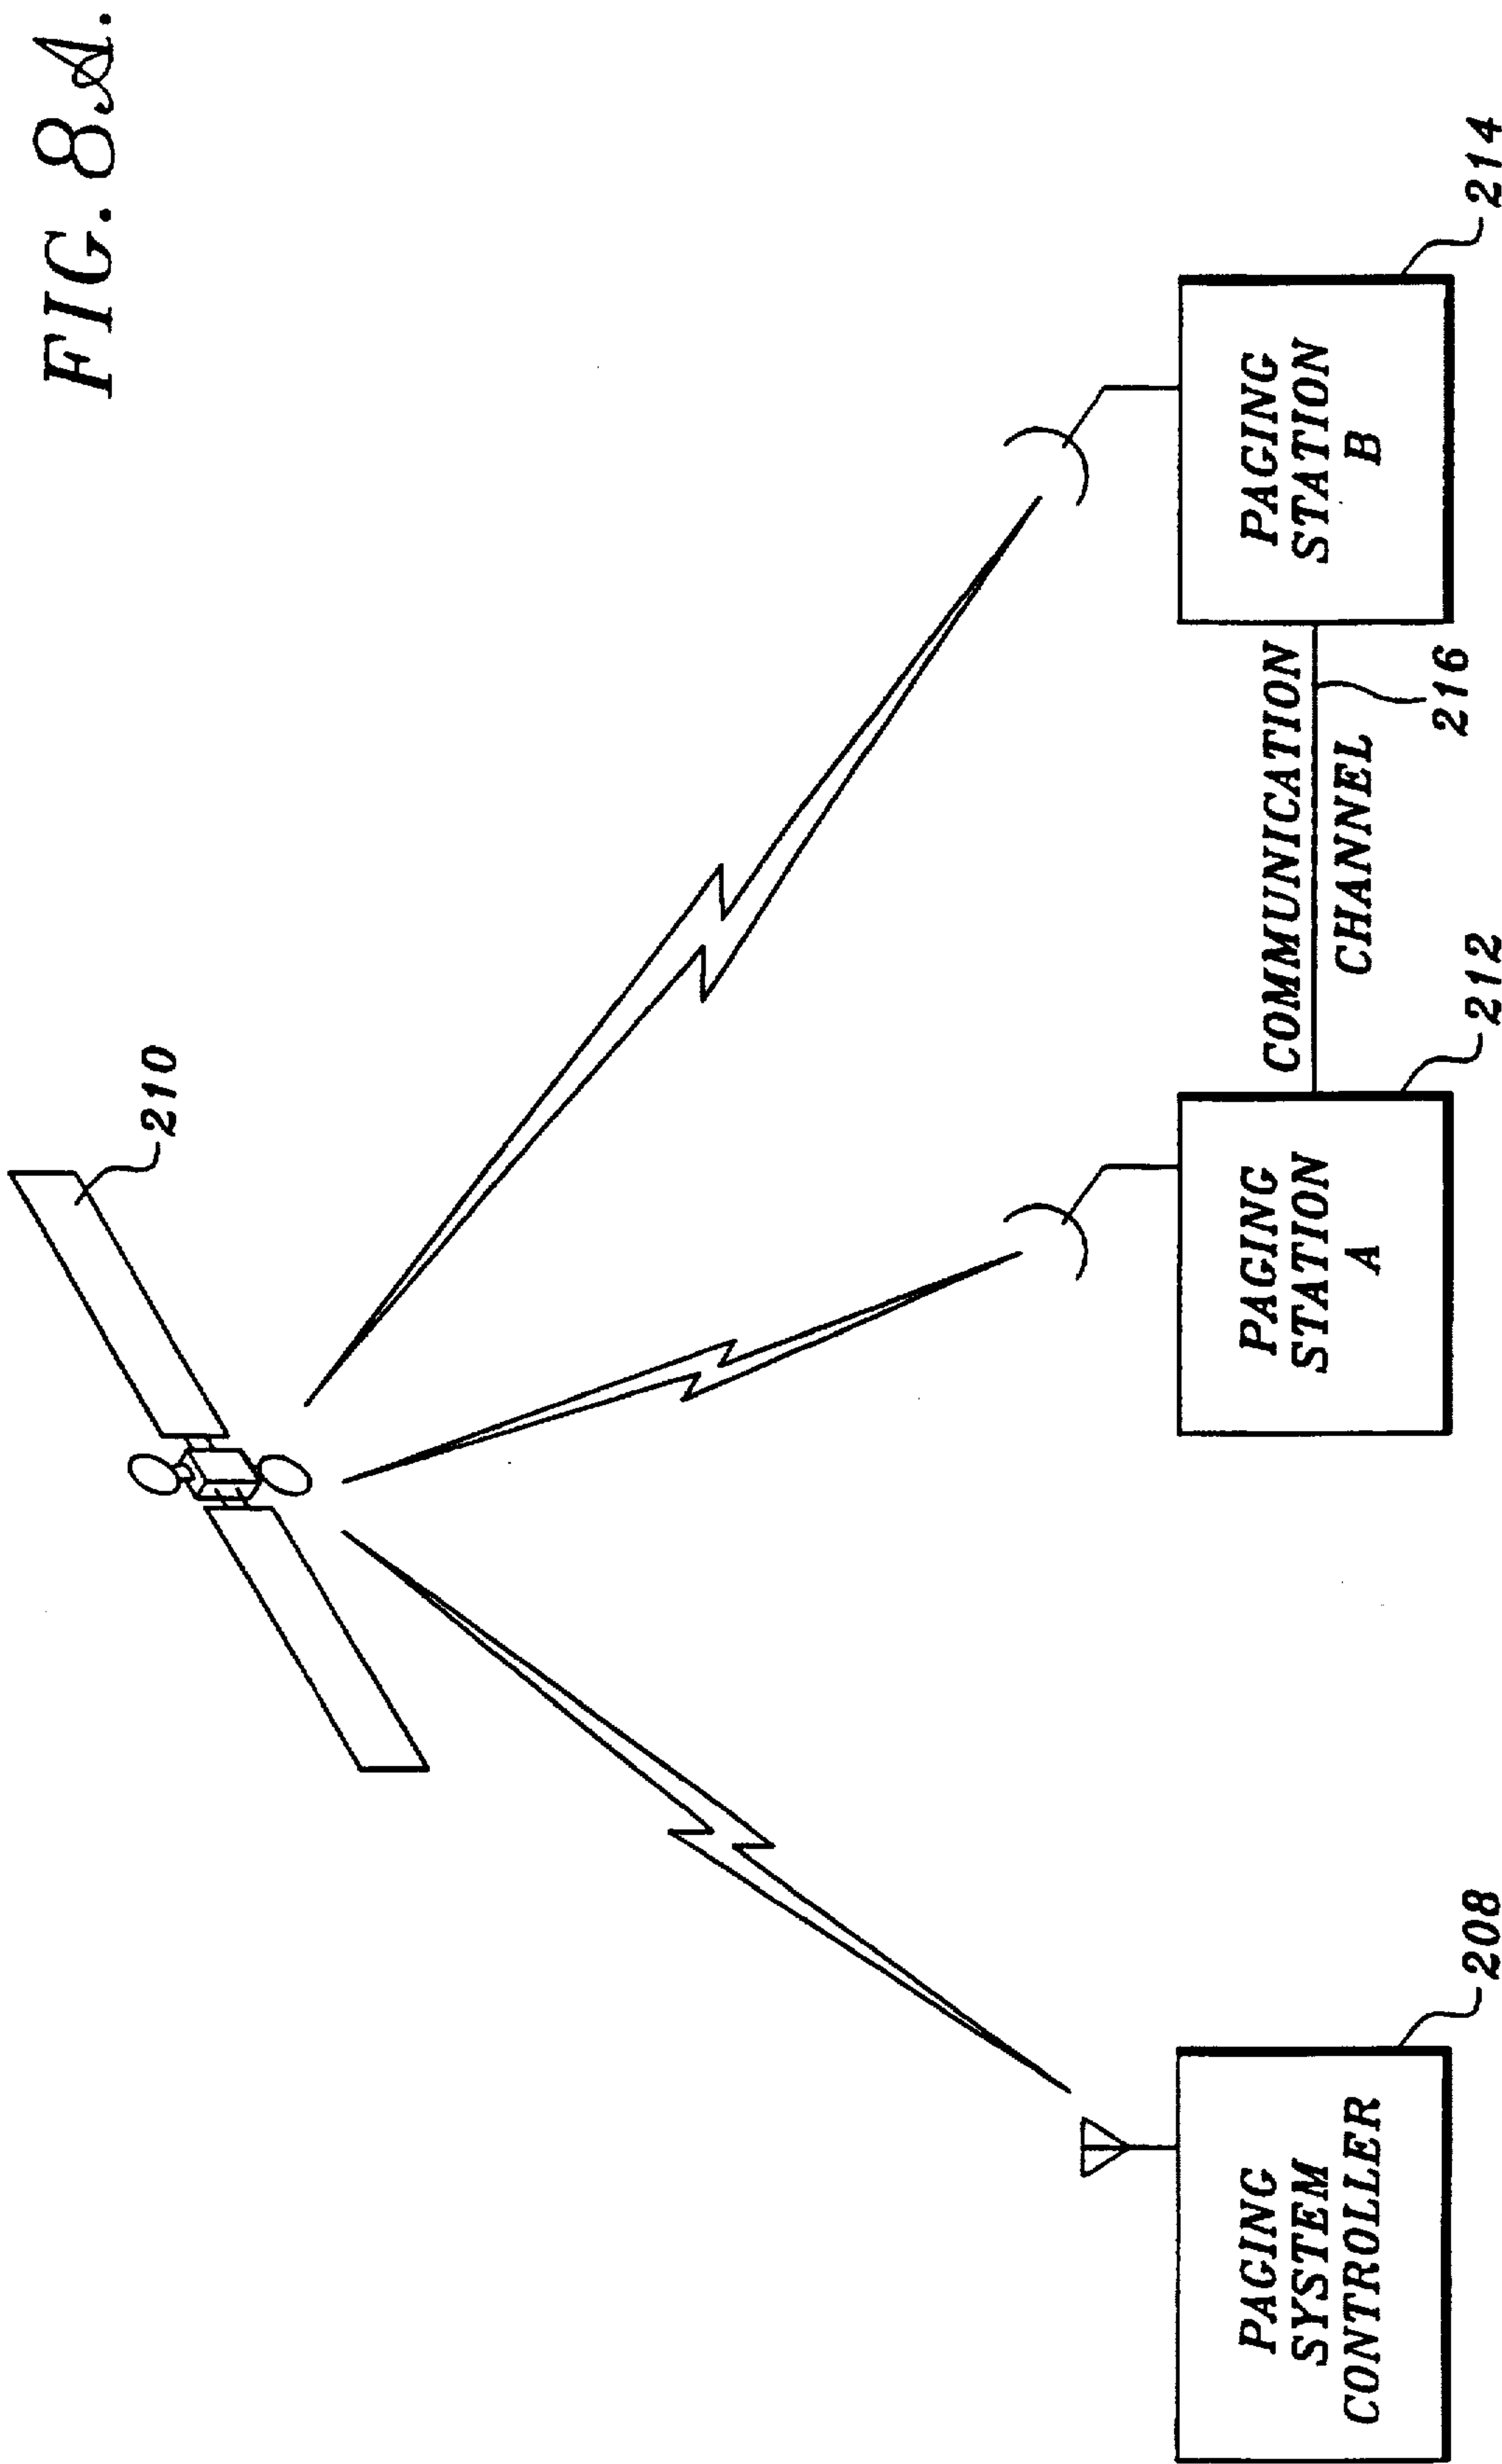 FIG. 8A.
210
PAGING
SYSTEM
CONTROLLER
208
PAGING
STATION
A
212
COMMUNICATION
CHANNEL
216
PAGING
STATION
B
214